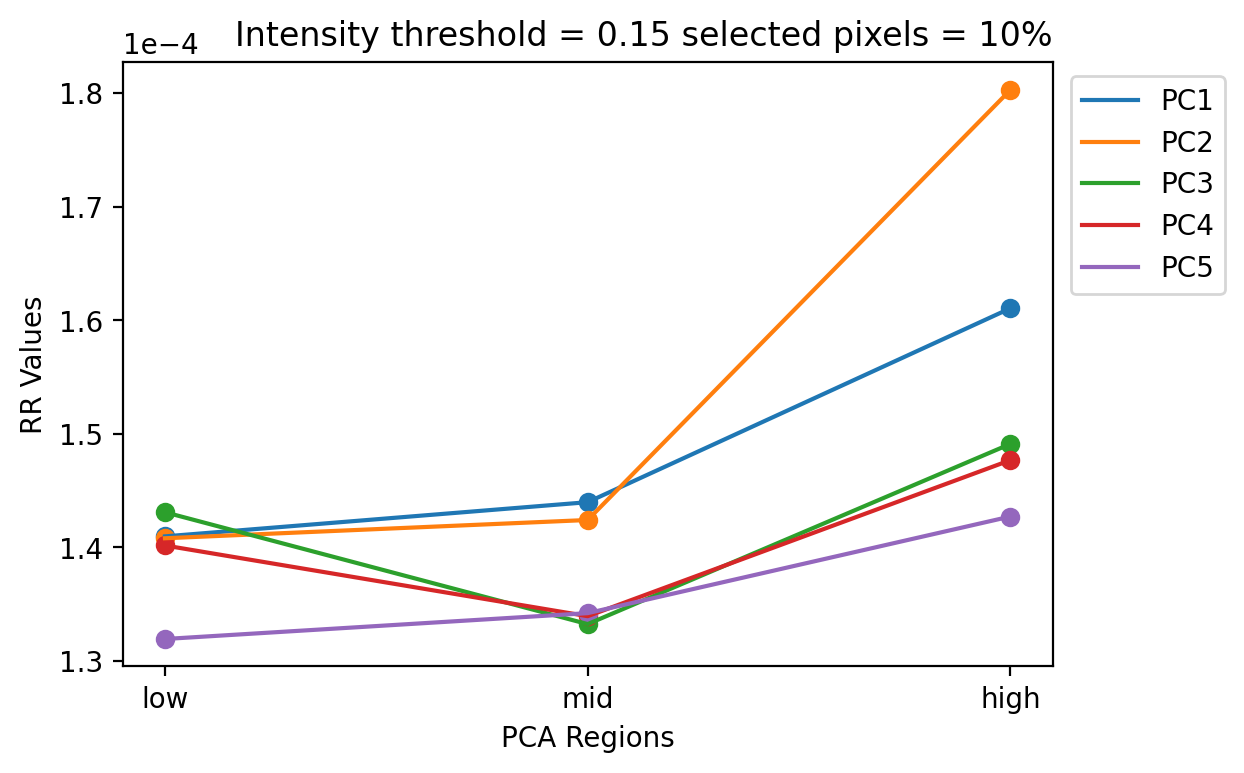 Intensity threshold = 0.15 selected pixels = 10%
1e−4
1.8
1.7
1.6
1.5
1.4
1.3
RR Values
low
mid
high
PCA Regions
PC1
PC2
PC3
PC4
PC5